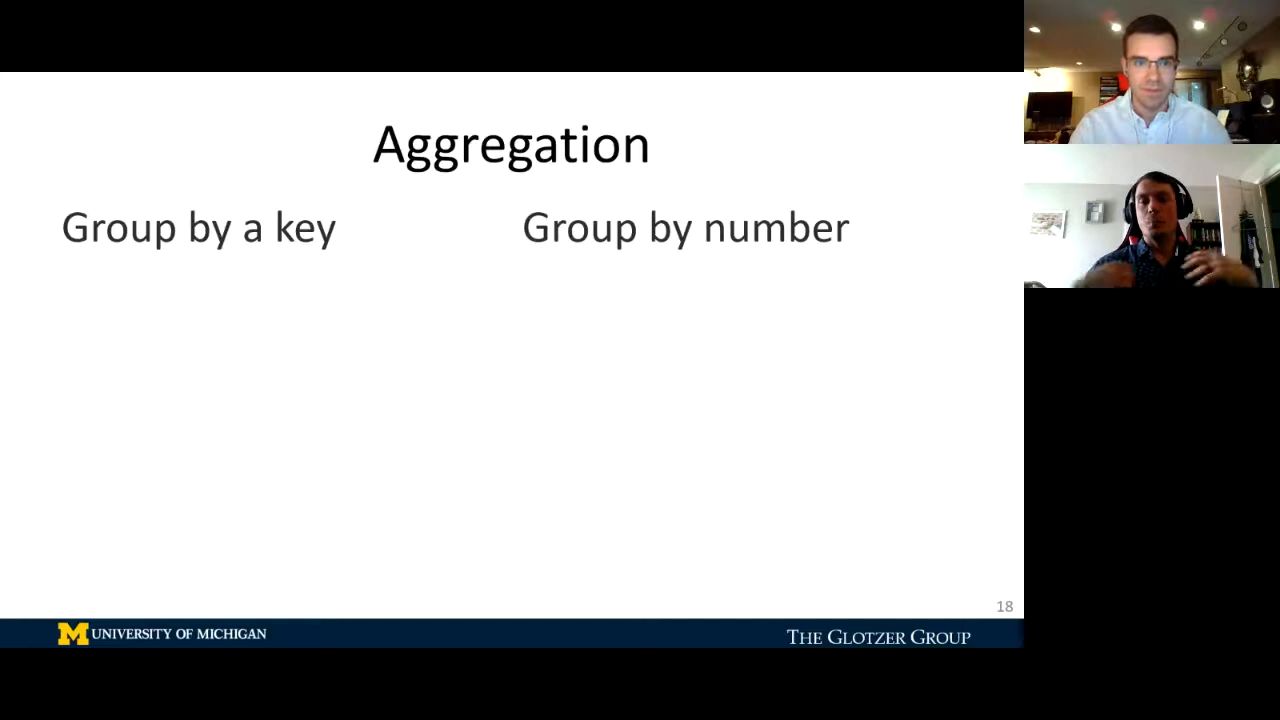 Aggregation
Group by a key
Group by number
18
M UNIVERSITY OF MICHIGAN
THE GLOTZER GROUP